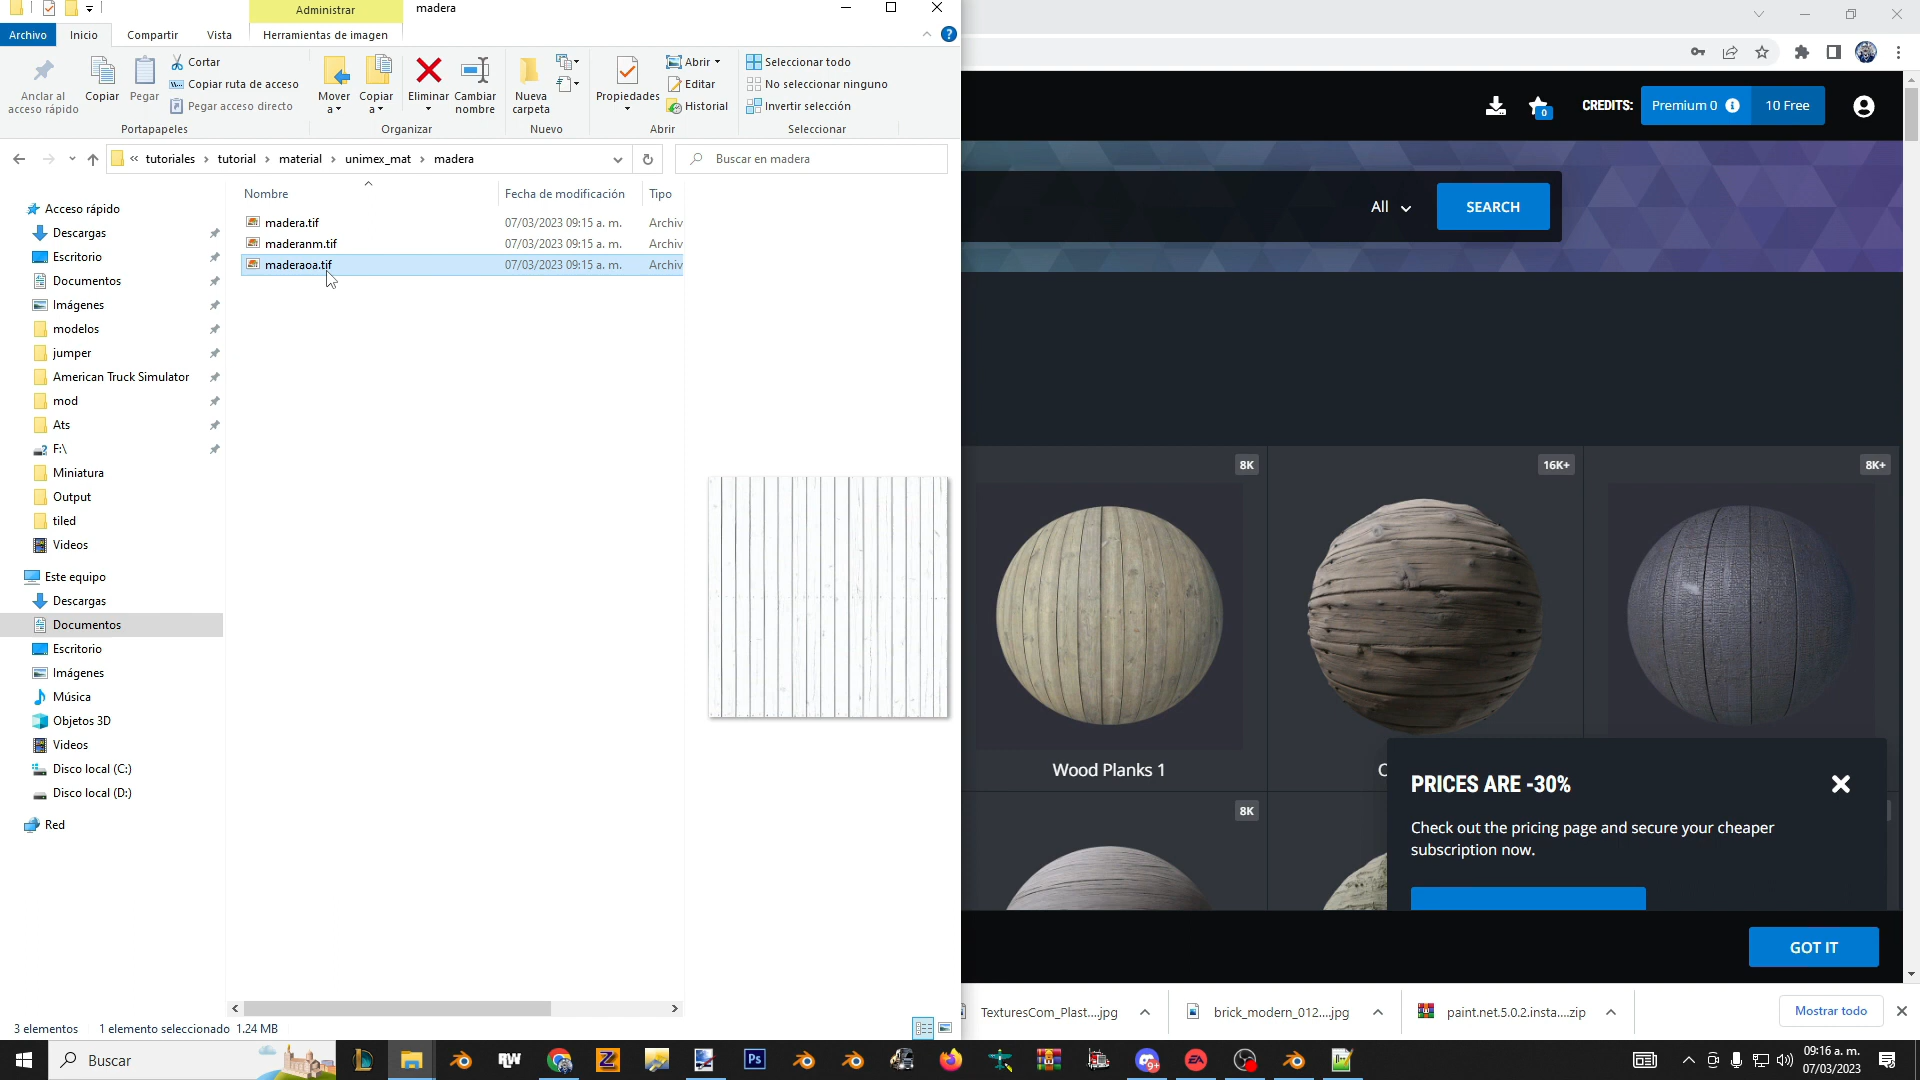 Administrar
madera
Archivo
Inicio
Compartir
Vista
Herramientas de imagen
Anclar al
acceso rápido
Copiar
Pegar
Cortar
Copiar ruta de acceso
Pegar acceso directo
Mover
a
Copiar
a
Eliminar
Cambiar
nombre
Nueva
carpeta
Propiedades
Abrir
Editar
Historial
Seleccionar todo
No seleccionar ninguno
Invertir selección
Portapapeles
Organizar
Nuevo
Abrir
Seleccionar
« tutoriales › tutorial › material › unimex_mat › madera
Buscar en madera
Nombre
Fecha de modificación
Tipo
madera.tif
07/03/2023 09:15 a. m.
Archiv
maderanm.tif
07/03/2023 09:15 a. m.
Archiv
maderaoa.tif
07/03/2023 09:15 a. m.
Archiv
Acceso rápido
Descargas
Escritorio
Documentos
Imágenes
modelos
jumper
American Truck Simulator
mod
Ats
F:\
Miniatura
Output
tiled
Videos
Este equipo
Descargas
Documentos
Escritorio
Imágenes
Música
Objetos 3D
Videos
Disco local (C:)
Disco local (D:)
Red
3 elementos
1 elemento seleccionado 1.24 MB
0
CREDITS:
Premium 0
10 Free
All
SEARCH
8K
16K+
8K+
Wood Planks 1
8K
PRICES ARE -30%
Check out the pricing page and secure your cheaper
subscription now.
GOT IT
TexturesCom_Plast....jpg
brick_modern_012....jpg
paint.net.5.0.2.insta....zip
Mostrar todo
Buscar
RW
Z
Ps
9+
EA
09:16 a. m.
07/03/2023